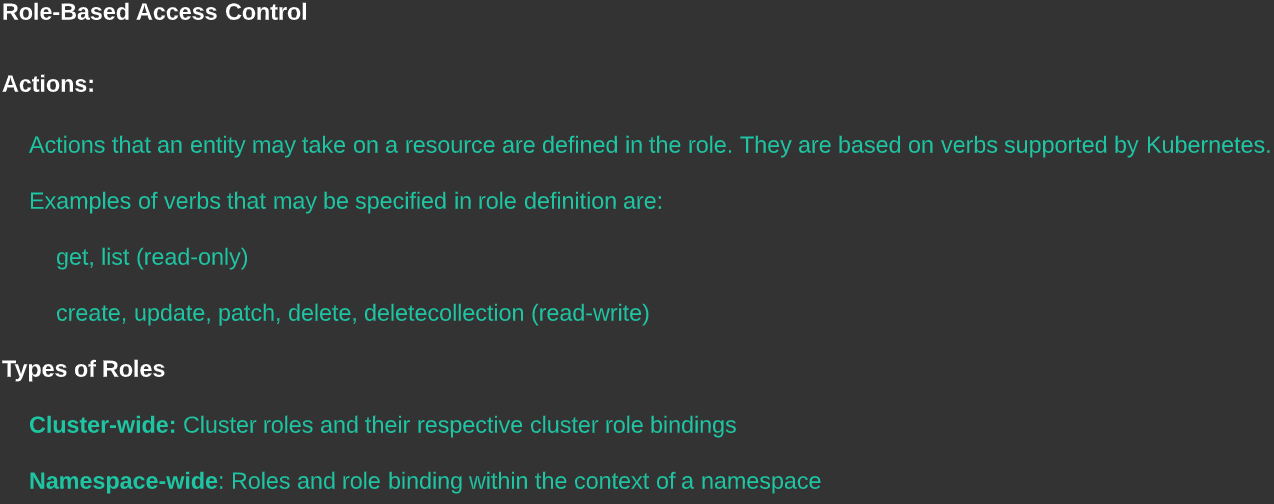 Role-Based Access Control
Actions:
Actions that an entity may take on a resource are defined in the role. They are based on verbs supported by Kubernetes.
Examples of verbs that may be specified in role definition are:
get, list (read-only)
create, update, patch, delete, deletecollection (read-write)
Types of Roles
Cluster-wide: Cluster roles and their respective cluster role bindings
Namespace-wide: Roles and role binding within the context of a namespace